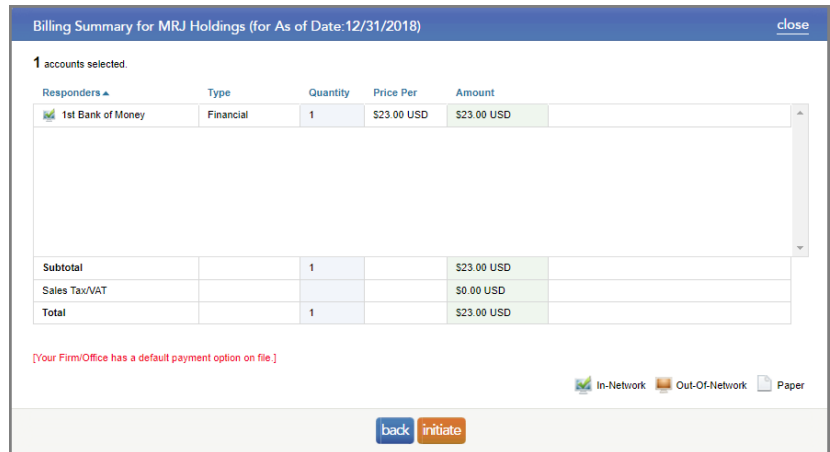 Billing Summary for MRJ Holdings (for As of Date:12/31/2018) close
1 accounts selected.
Responders Type Quantity Price Per Amount
1st Bank of Money Financial 1 $23.00 USD $23.00 USD
Subtotal 1 $23.00 USD
Sales Tax/VAT $0.00 USD
Total 1 $23.00 USD
[Your Firm/Office has a default payment option on file.]
In-Network Out-Of-Network Paper
back initiate